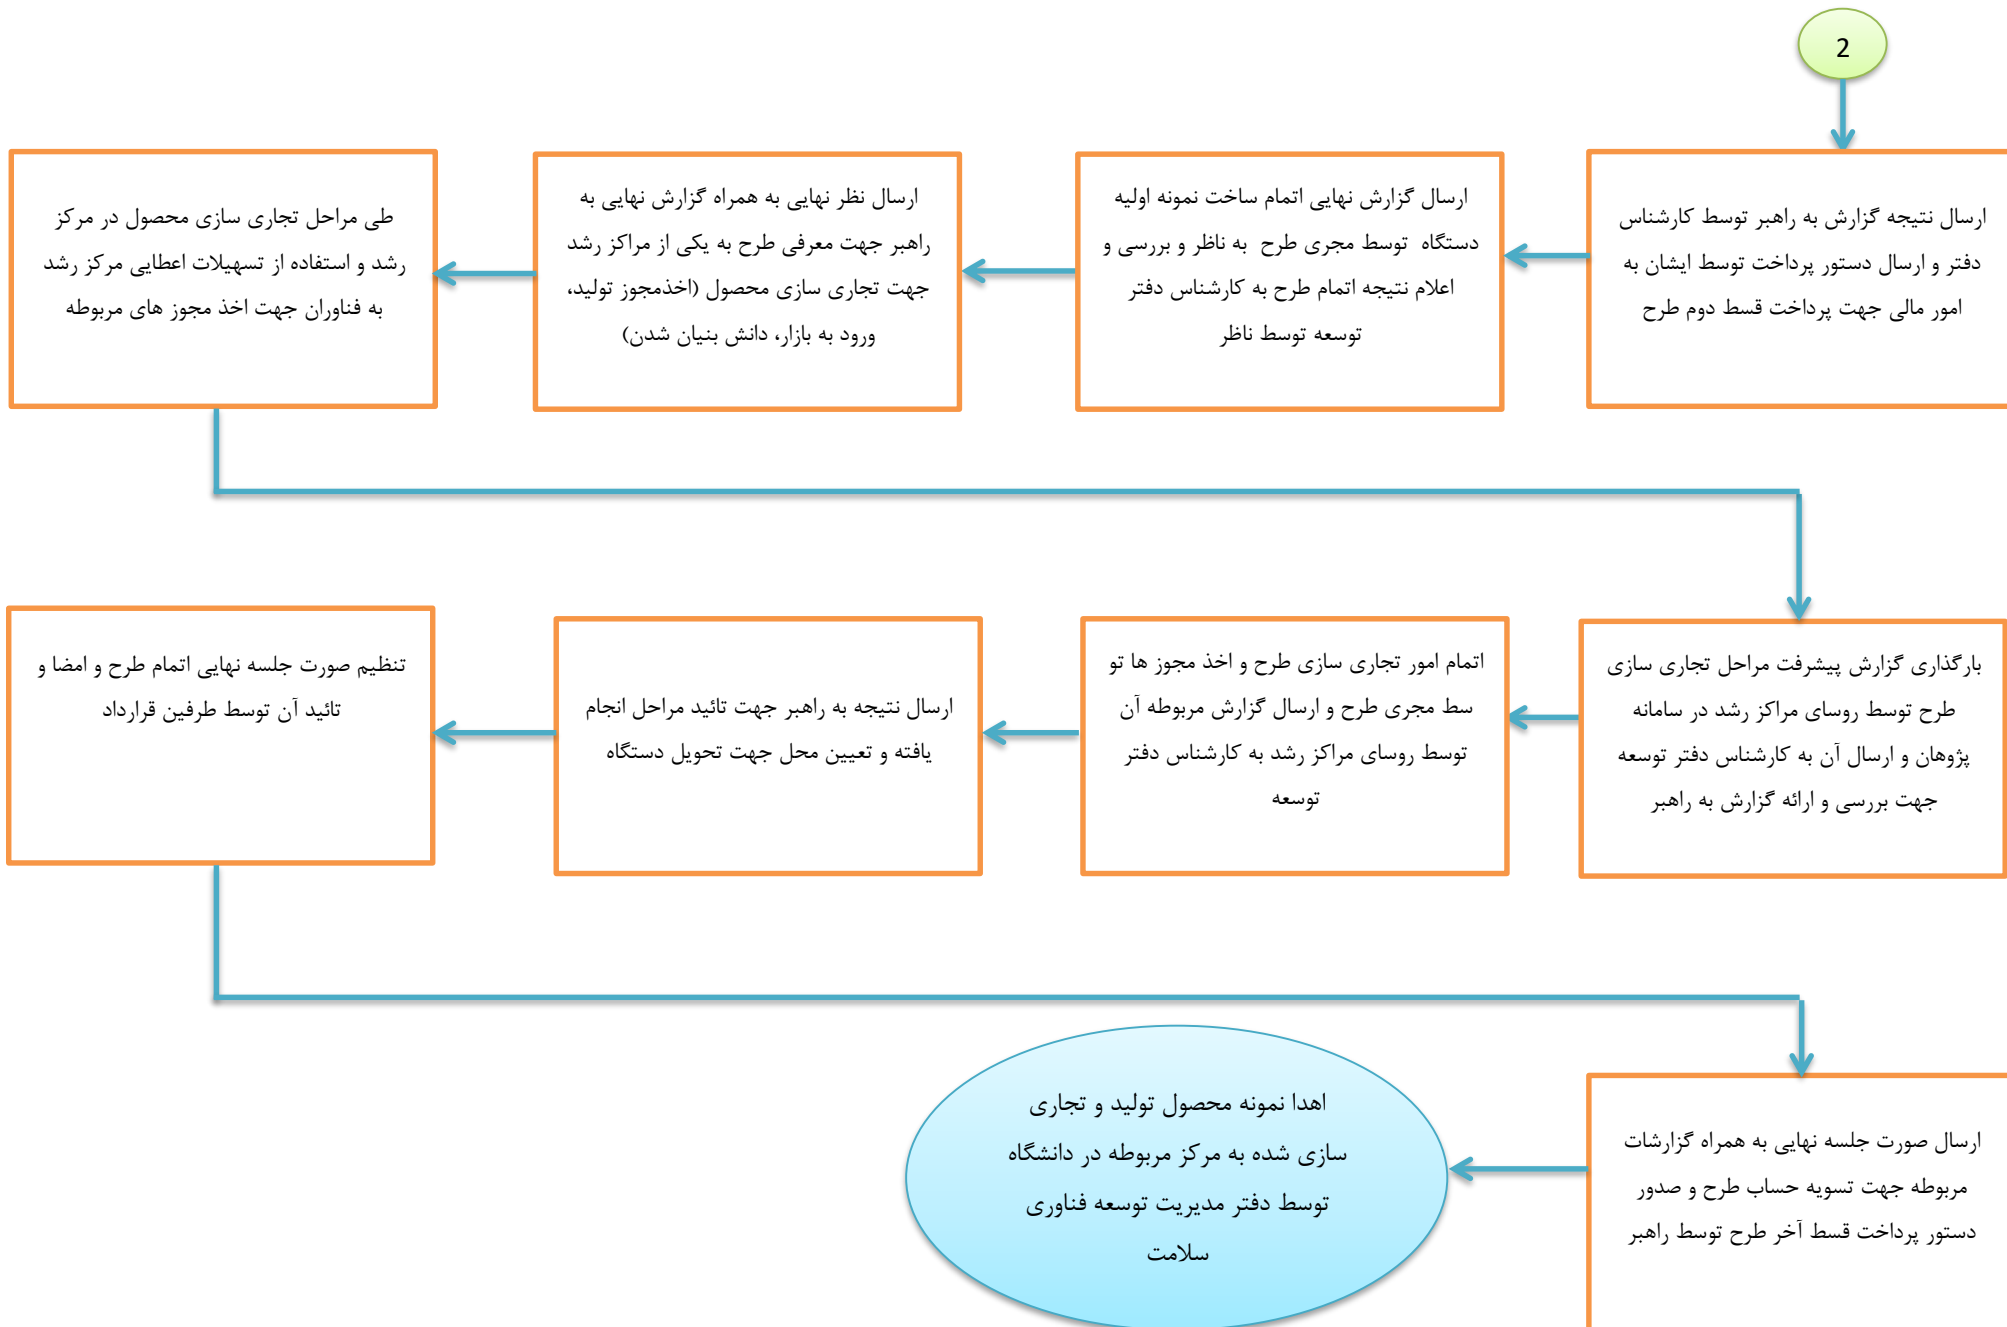 2
ارسال نتیجه گزارش به راهبر توسط کارشناس
دفتر و ارسال دستور پرداخت توسط ایشان به
امور مالی جهت پرداخت قسط دوم طرح
ارسال گزارش نهایی اتمام ساخت نمونه اولیه
دستگاه توسط مجری طرح به ناظر و بررسی و
اعلام نتیجه اتمام طرح به کارشناس دفتر
توسعه توسط ناظر
ارسال نظر نهایی به همراه گزارش نهایی به
راهبر جهت معرفی طرح به یکی از مراکز رشد
جهت تجاری سازی محصول (اخذمجوز تولید،
ورود به بازار، دانش بنیان شدن)
طی مراحل تجاری سازی محصول در مرکز
رشد و استفاده از تسهیلات اعطایی مرکز رشد
به فناوران جهت اخذ مجوز های مربوطه
بارگذاری گزارش پیشرفت مراحل تجاری سازی
طرح توسط روسای مراکز رشد در سامانه
پژوهان و ارسال آن به کارشناس دفتر توسعه
جهت بررسی و ارائه گزارش به راهبر
اتمام امور تجاری سازی طرح و اخذ مجوز ها تو
سط مجری طرح و ارسال گزارش مربوطه آن
توسط روسای مراکز رشد به کارشناس دفتر
توسعه
ارسال نتیجه به راهبر جهت تائید مراحل انجام
یافته و تعیین محل جهت تحویل دستگاه
تنظیم صورت جلسه نهایی اتمام طرح و امضا و
تائید آن توسط طرفین قرارداد
ارسال صورت جلسه نهایی به همراه گزارشات
مربوطه جهت تسویه حساب طرح و صدور
دستور پرداخت قسط آخر طرح توسط راهبر
اهدا نمونه محصول تولید و تجاری
سازی شده به مرکز مربوطه در دانشگاه
توسط دفتر مدیریت توسعه فناوری
سلامت